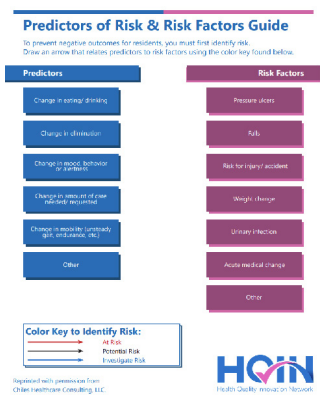 Predictors of Risk & Risk Factors Guide
To prevent negative outcomes for residents, you must first identify risk.
Draw an arrow that relates predictors to risk factors using the color key found below.
Predictors
Risk Factors
Change in eating/ drinking
Pressure ulcers
Change in elimination
Falls
Change in mood, behavior
or alertness
Risk for injury/ accident
Change in amount of care
needed/ requested
Weight change
Change in mobility (unsteady
gait, endurance, etc.)
Urinary infection
Other
Acute medical change
Other
Color Key to Identify Risk:
At Risk
Potential Risk
Investigate Risk
Reprinted with permission from
Chiles Healthcare Consulting, LLC.
HQIN
Health Quality Innovation Network